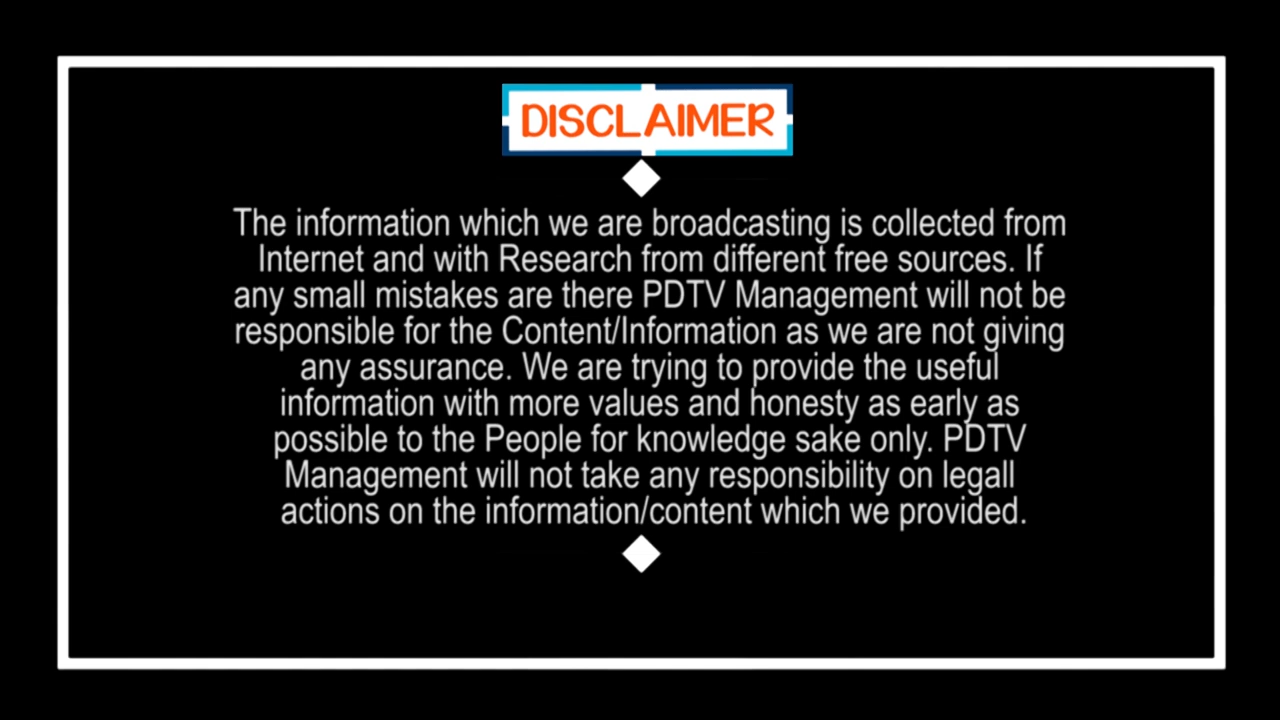 DISCLAIMER
The information which we are broadcasting is collected from
Internet and with Research from different free sources. If
any small mistakes are there PDTV Management will not be
responsible for the Content/Information as we are not giving
any assurance. We are trying to provide the useful
information with more values and honesty as early as
possible to the People for knowledge sake only. PDTV
Management will not take any responsibility on legall
actions on the information/content which we provided.